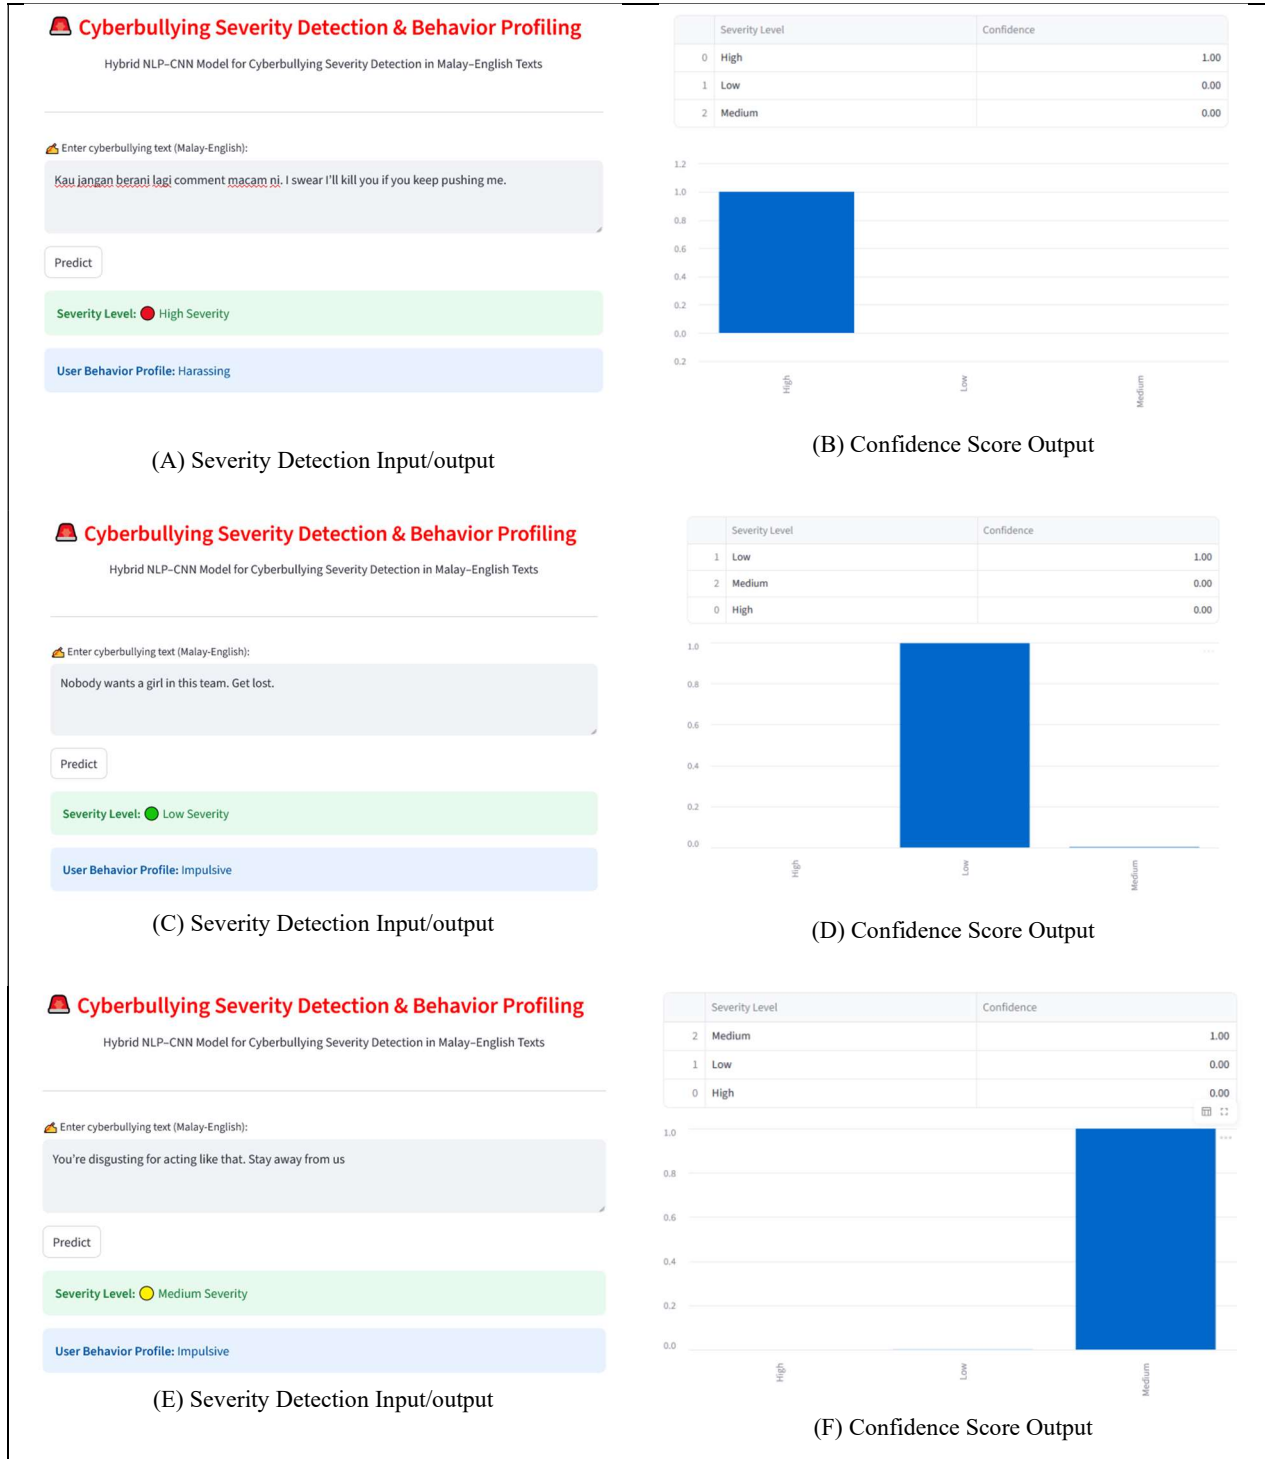 🚨 Cyberbullying Severity Detection & Behavior Profiling
Hybrid NLP–CNN Model for Cyberbullying Severity Detection in Malay–English Texts
✍ Enter cyberbullying text (Malay-English):
Kau jangan berani lagi comment macam ni. I swear I'll kill you if you keep pushing me.
Predict
Severity Level: 🔴 High Severity
User Behavior Profile: Harassing
(A) Severity Detection Input/output
Severity Level Confidence
0 High 1.00
1 Low 0.00
2 Medium 0.00
1.2
1.0
0.8
0.6
0.4
0.2
0.0
0.2
High Low Medium
(B) Confidence Score Output
🚨 Cyberbullying Severity Detection & Behavior Profiling
Hybrid NLP–CNN Model for Cyberbullying Severity Detection in Malay–English Texts
✍ Enter cyberbullying text (Malay-English):
Nobody wants a girl in this team. Get lost.
Predict
Severity Level: 🟢 Low Severity
User Behavior Profile: Impulsive
(C) Severity Detection Input/output
Severity Level Confidence
1 Low 1.00
2 Medium 0.00
0 High 0.00
1.0
0.8
0.6
0.4
0.2
0.0
High Low Medium
(D) Confidence Score Output
🚨 Cyberbullying Severity Detection & Behavior Profiling
Hybrid NLP–CNN Model for Cyberbullying Severity Detection in Malay–English Texts
✍ Enter cyberbullying text (Malay-English):
You're disgusting for acting like that. Stay away from us
Predict
Severity Level: 🟡 Medium Severity
User Behavior Profile: Impulsive
(E) Severity Detection Input/output
Severity Level Confidence
2 Medium 1.00
1 Low 0.00
0 High 0.00
1.0
0.8
0.6
0.4
0.2
0.0
High Low Medium
(F) Confidence Score Output